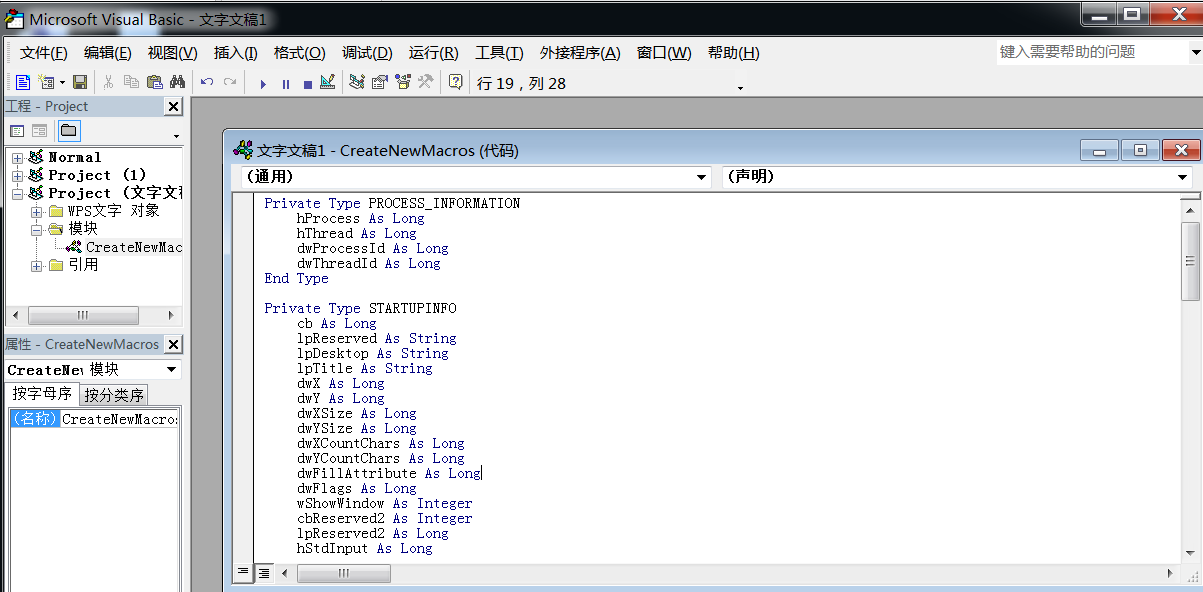 Microsoft Visual Basic - 文字文稿1
文件(F) 编辑(E) 视图(V) 插入(I) 格式(O) 调试(D) 运行(R) 工具(T) 外接程序(A) 窗口(W) 帮助(H)
键入需要帮助的问题
行 19，列 28
工程 - Project
Normal
Project (1)
Project (文字文稿
WPS文字 对象
模块
CreateNewMac
引用
属性 - CreateNewMacros
CreateNe 模块
按字母序 按分类序
(名称) CreateNewMacro
文字文稿1 - CreateNewMacros (代码)
(通用) (声明)
Private Type PROCESS_INFORMATION
hProcess As Long
hThread As Long
dwProcessId As Long
dwThreadId As Long
End Type
Private Type STARTUPINFO
cb As Long
lpReserved As String
lpDesktop As String
lpTitle As String
dwX As Long
dwY As Long
dwXSize As Long
dwYSize As Long
dwXCountChars As Long
dwYCountChars As Long
dwFillAttribute As Long
dwFlags As Long
wShowWindow As Integer
cbReserved2 As Integer
lpReserved2 As Long
hStdInput As Long